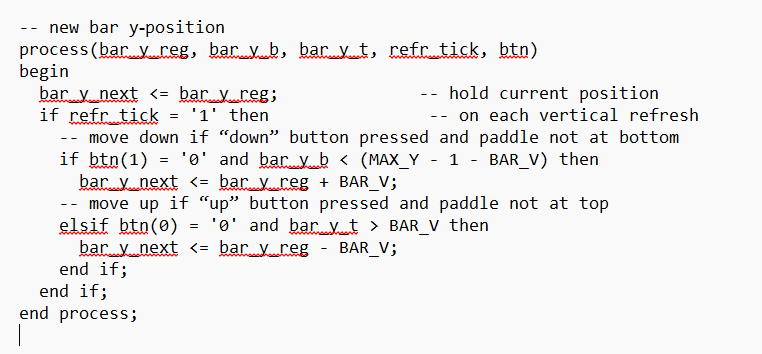 -- new bar y-position
process(bar_y_reg, bar_y_b, bar_y_t, refr_tick, btn)
begin
  bar_y_next <= bar_y_reg;              -- hold current position
  if refr_tick = '1' then                -- on each vertical refresh
    -- move down if “down” button pressed and paddle not at bottom
    if btn(1) = '0' and bar_y_b < (MAX_Y - 1 - BAR_V) then
      bar_y_next <= bar_y_reg + BAR_V;
    -- move up if “up” button pressed and paddle not at top
    elsif btn(0) = '0' and bar_y_t > BAR_V then
      bar_y_next <= bar_y_reg - BAR_V;
    end if;
  end if;
end process;